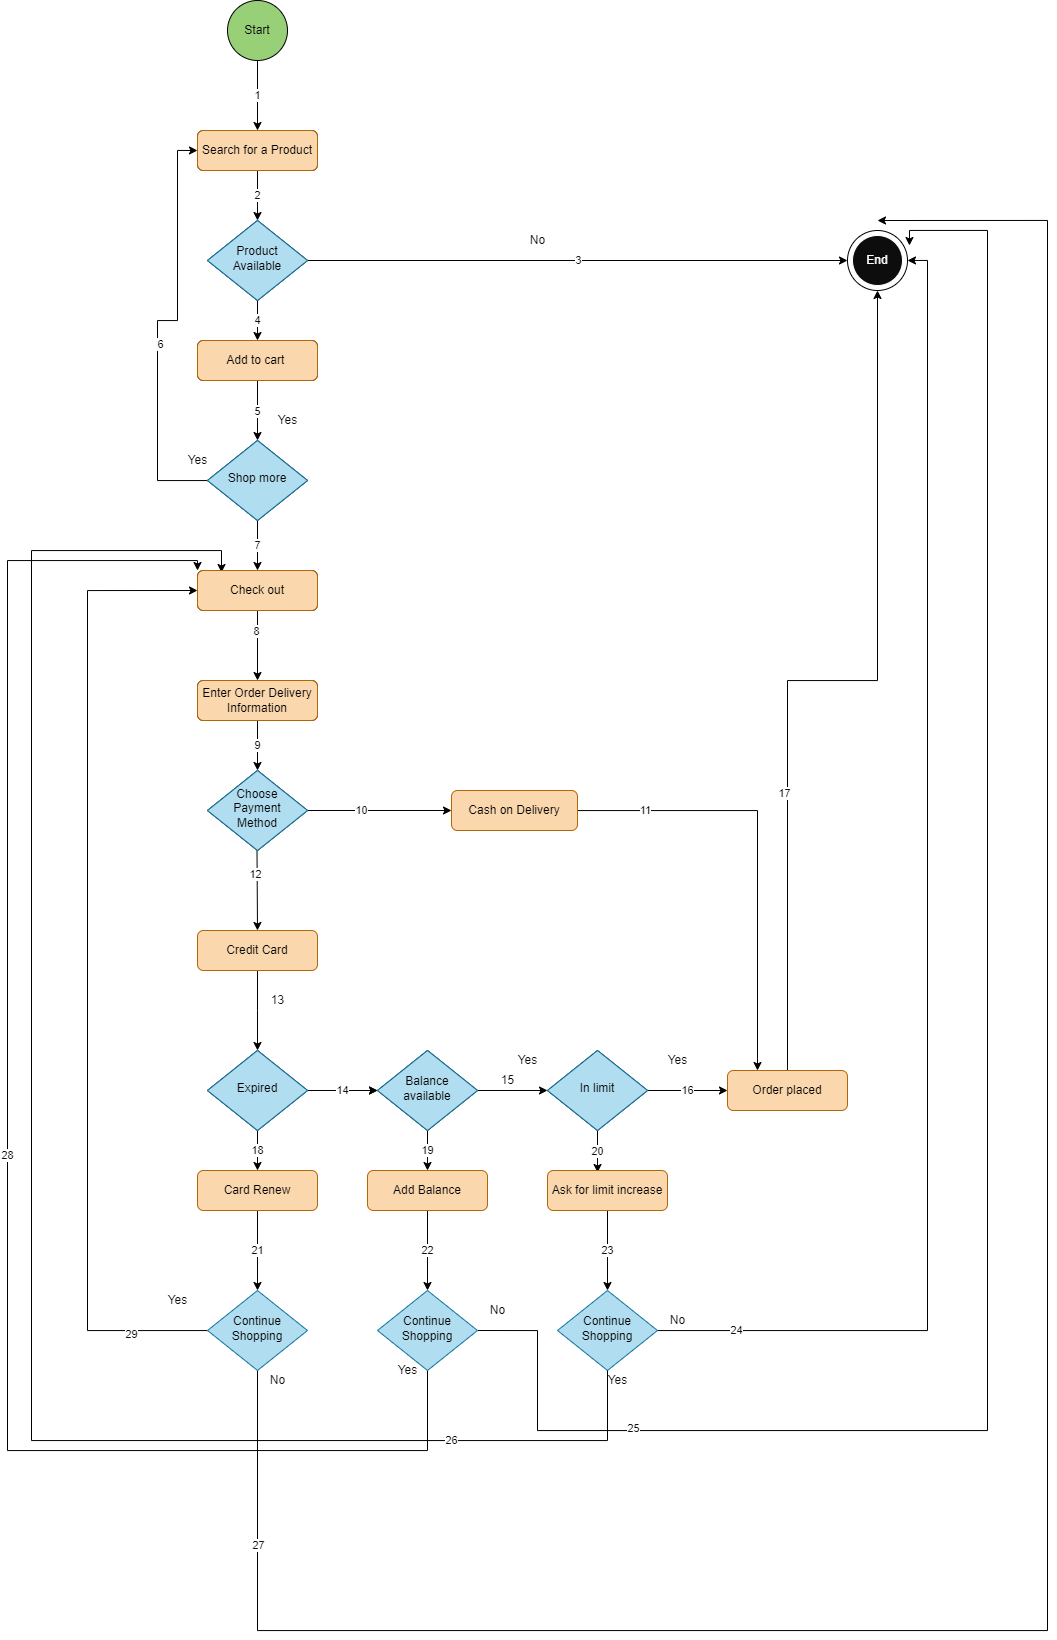 Start
1
Search for a Product
2
No
Product
Available
3
End
4
6
Add to cart
5
Yes
Yes
Shop more
7
Check out
8
Enter Order Delivery
Information
9
17
Choose
Payment
Method
10
Cash on Delivery
11
12
Credit Card
13
Expired
14
Balance
available
15
Yes
In limit
Yes
16
Order placed
18
19
20
28
Card Renew
Add Balance
Ask for limit increase
21
22
23
Yes
29
Continue
Shopping
No
Continue
Shopping
No
Yes
Continue
Shopping
No
24
Yes
25
26
27